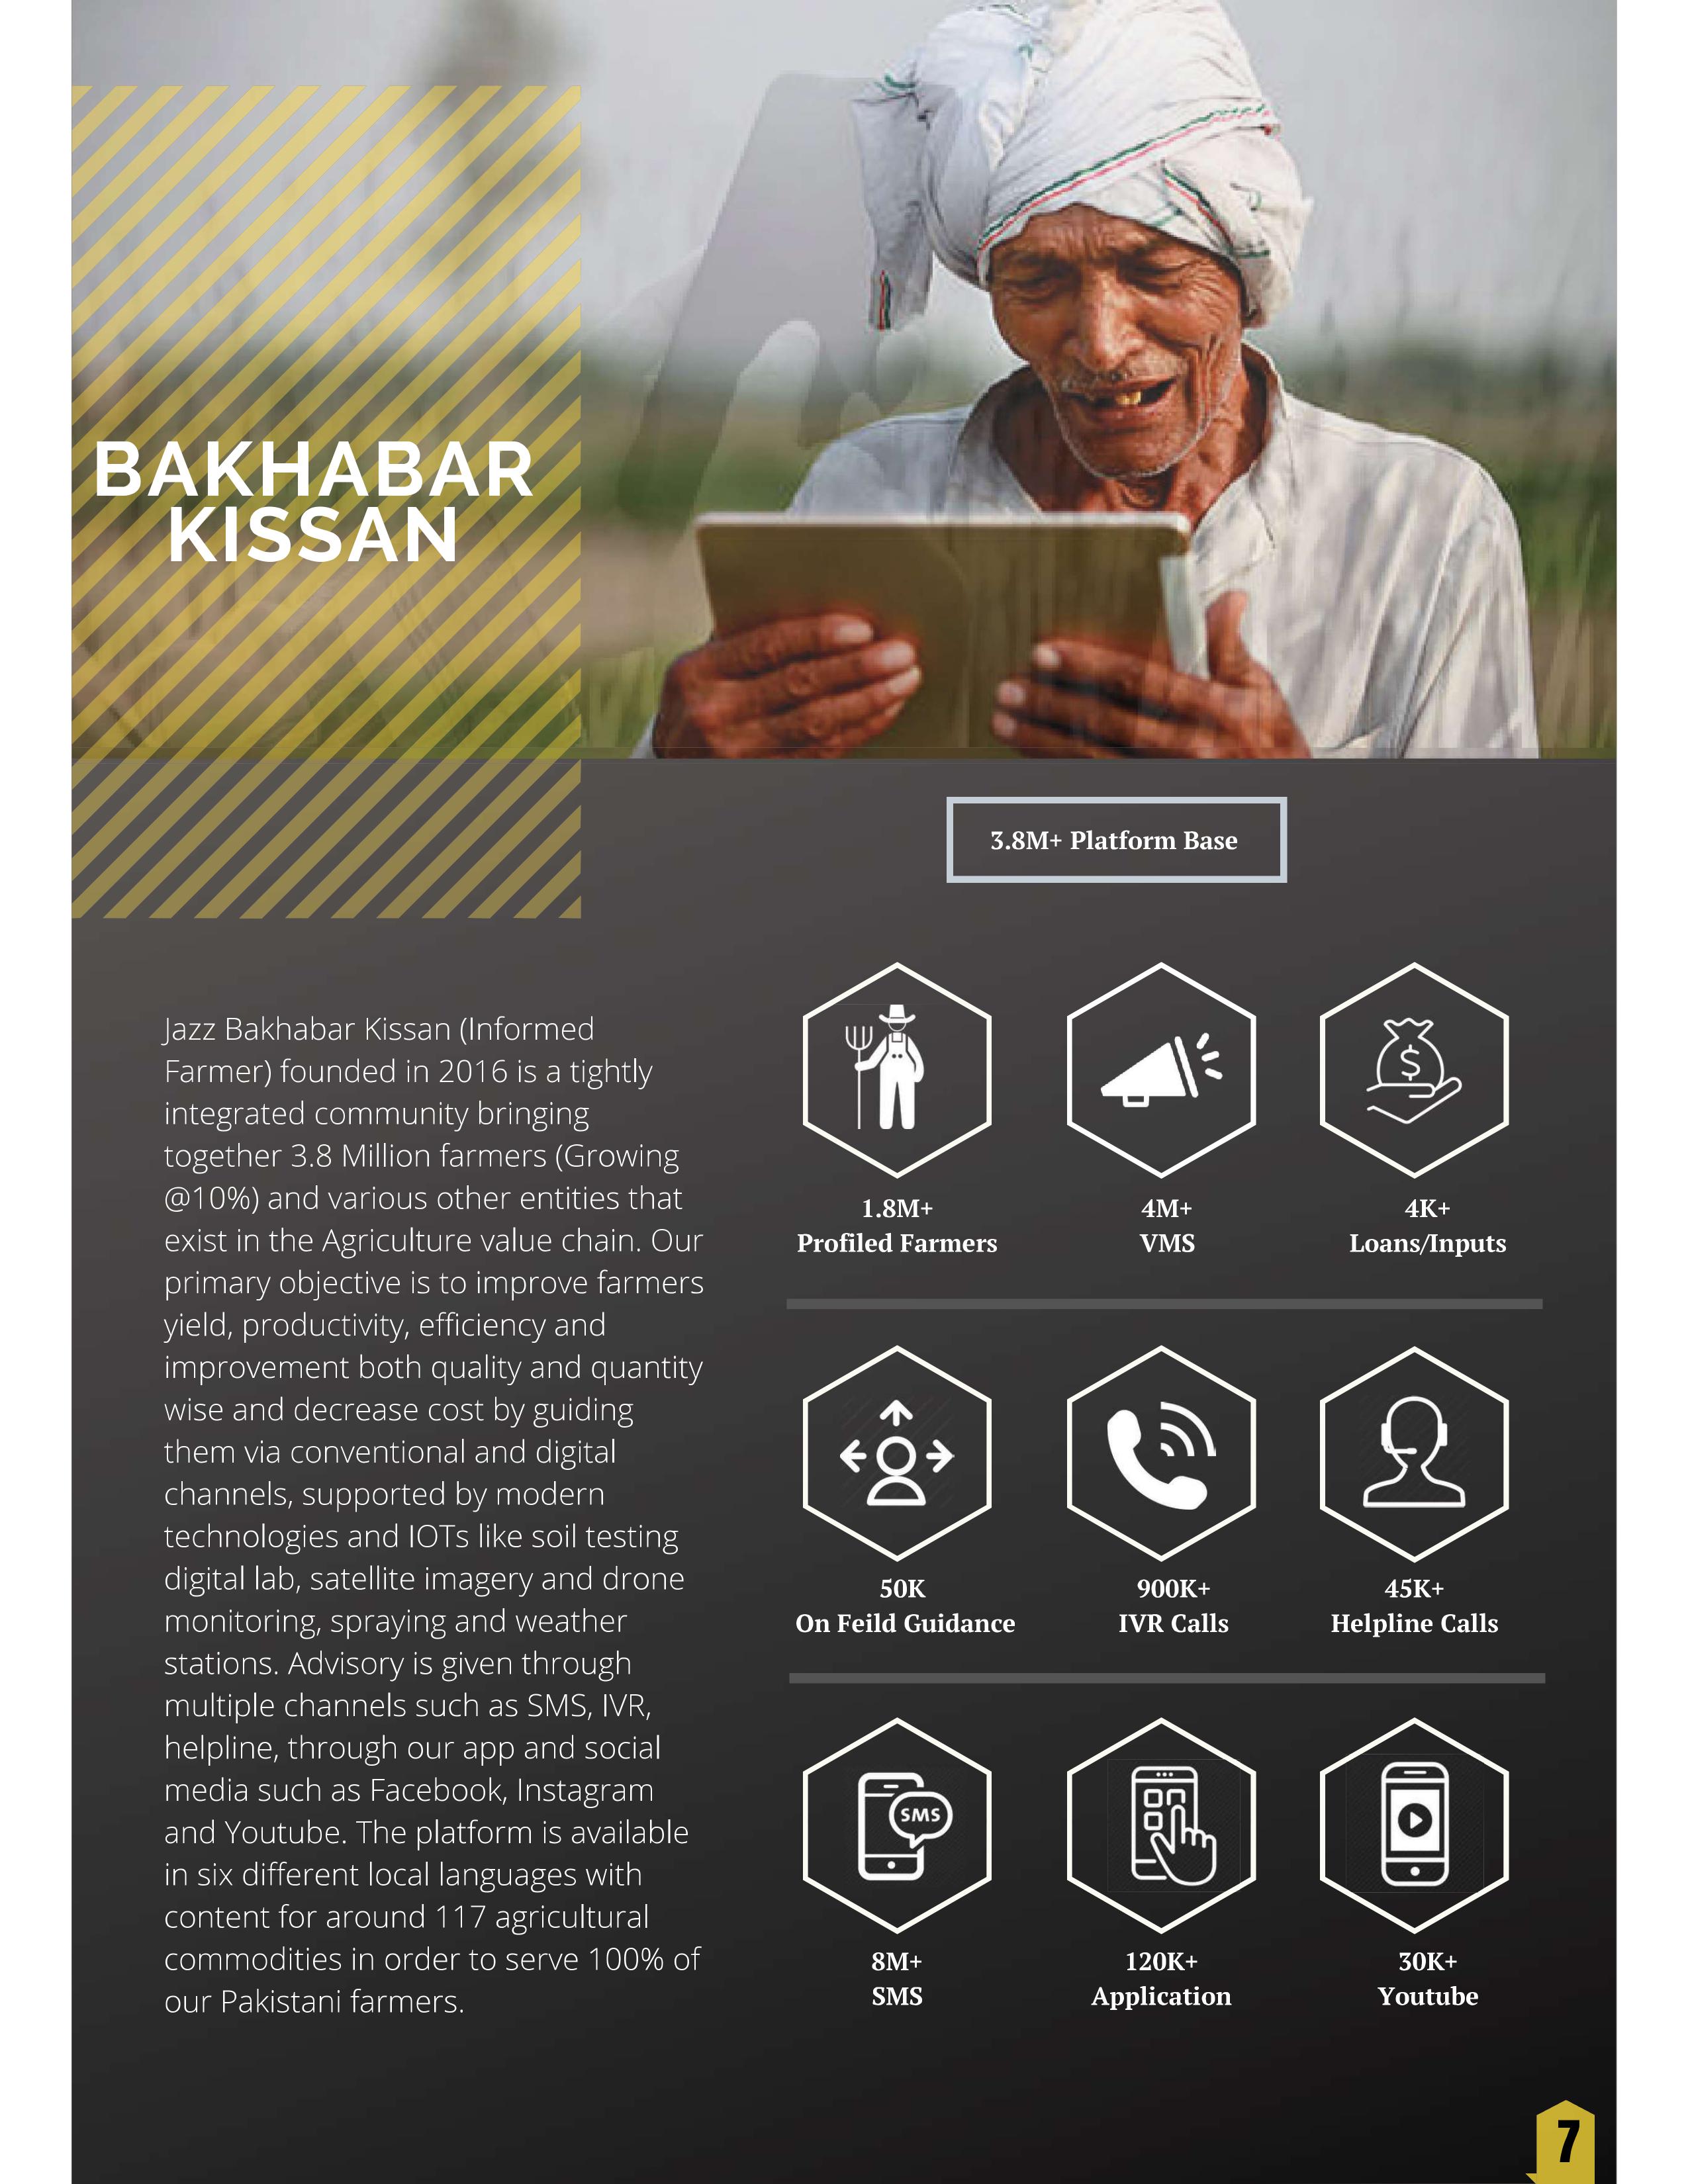 BAKHABAR
KISSAN
3.8M+ Platform Base
Jazz Bakhabar Kissan (Informed
Farmer) founded in 2016 is a tightly
integrated community bringing
together 3.8 Million farmers (Growing
@10%) and various other entities that
exist in the Agriculture value chain. Our
primary objective is to improve farmers
yield, productivity, efficiency and
improvement both quality and quantity
wise and decrease cost by guiding
them via conventional and digital
channels, supported by modern
technologies and IOTs like soil testing
digital lab, satellite imagery and drone
monitoring, spraying and weather
stations. Advisory is given through
multiple channels such as SMS, IVR,
helpline, through our app and social
media such as Facebook, Instagram
and Youtube. The platform is available
in six different local languages with
content for around 117 agricultural
commodities in order to serve 100% of
our Pakistani farmers.
$
1.8M+
Profiled Farmers
4M+
VMS
4K+
Loans/Inputs
50K
On Feild Guidance
900K+
IVR Calls
45K+
Helpline Calls
SMS
8M+
SMS
120K+
Application
30K+
Youtube
7